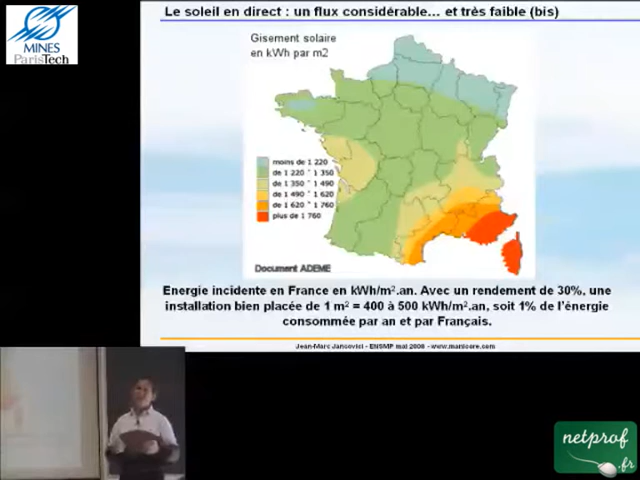 Le soleil en direct : un flux considérable… et très faible (bis)
MINES
ParisTech
Gisement solaire
en kWh par m2
moins de 1 220
de 1 220 ˆ 1 350
de 1 350 ˆ 1 490
de 1 490 ˆ 1 620
de 1 620 ˆ 1 760
plus de 1 760
Document ADEME
Energie incidente en France en kWh/m².an. Avec un rendement de 30%, une
installation bien placée de 1 m² = 400 à 500 kWh/m².an, soit 1% de l'énergie
consommée par an et par Français.
Jean-Marc Jancovici - ENSMP mai 2008 - www.manicore.com
netprof
.fr